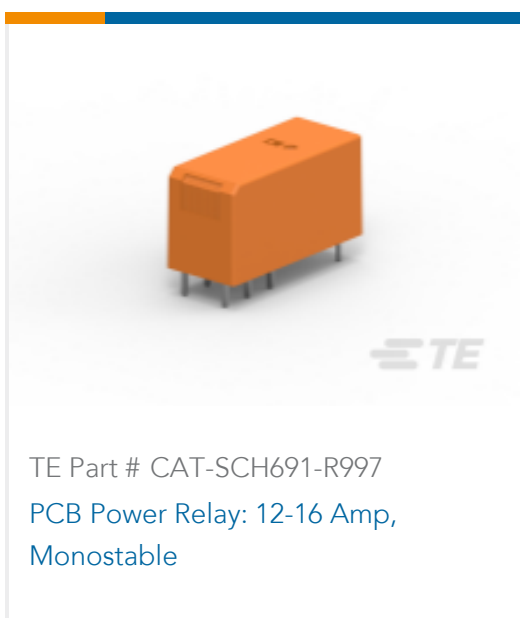 TE
TE Part # CAT-SCH691-R997
PCB Power Relay: 12-16 Amp,
Monostable